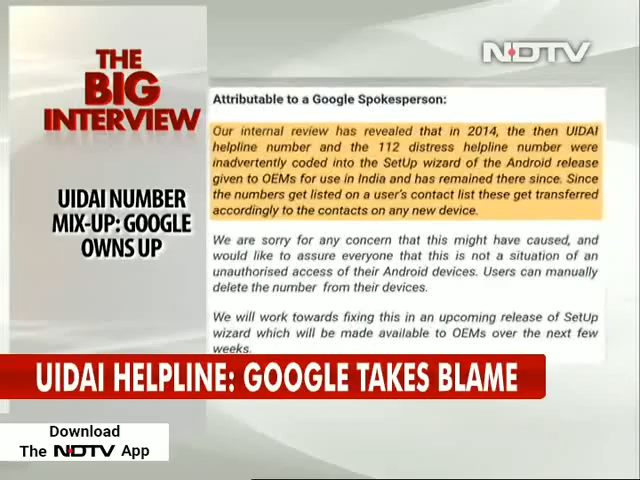 THE
BIG
INTERVIEW
UIDAI NUMBER
MIX-UP: GOOGLE
OWNS UP
NDTV
Attributable to a Google Spokesperson:
Our internal review has revealed that in 2014, the then UIDAI
helpline number and the 112 distress helpline number were
inadvertently coded into the SetUp wizard of the Android release
given to OEMs for use in India and has remained there since. Since
the numbers get listed on a user's contact list these get transferred
accordingly to the contacts on any new device.
We are sorry for any concern that this might have caused, and
would like to assure everyone that this is not a situation of an
unauthorised access of their Android devices. Users can manually
delete the number from their devices.
We will work towards fixing this in an upcoming release of SetUp
wizard which will be made available to OEMs over the next few
weeks.
UIDAI HELPLINE: GOOGLE TAKES BLAME
Download
The NDTV App